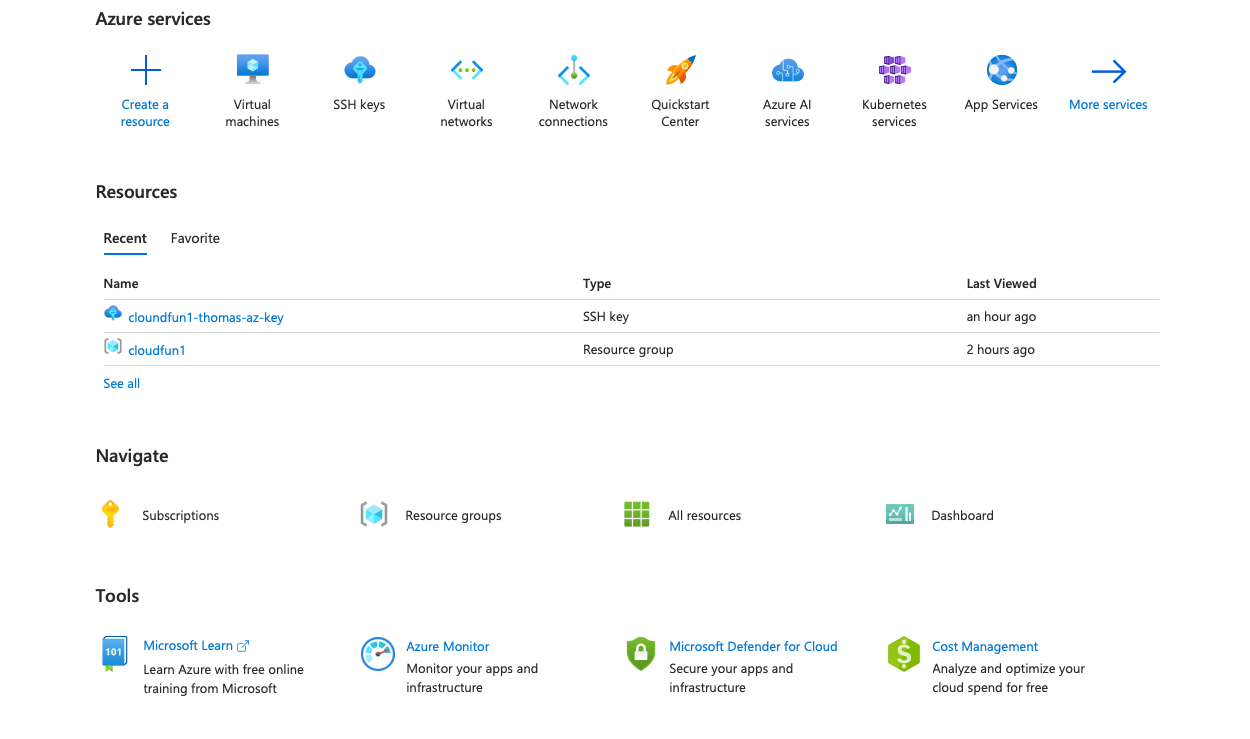 Azure services
Create a
resource
Virtual
machines
SSH keys
Virtual
networks
Network
connections
Quickstart
Center
Azure AI
services
Kubernetes
services
App Services
More services
Resources
Recent Favorite
Name Type Last Viewed
cloundfun1-thomas-az-key SSH key an hour ago
cloudfun1 Resource group 2 hours ago
See all
Navigate
Subscriptions Resource groups All resources Dashboard
Tools
101
Microsoft Learn
Learn Azure with free online
training from Microsoft
Azure Monitor
Monitor your apps and
infrastructure
Microsoft Defender for Cloud
Secure your apps and
infrastructure
$
Cost Management
Analyze and optimize your
cloud spend for free